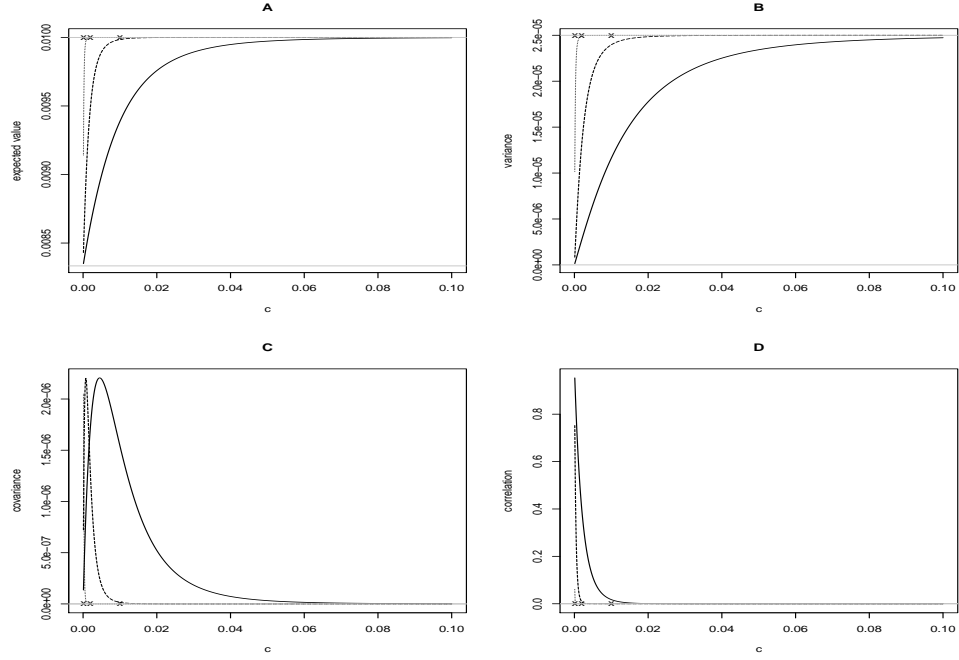 A
expected value
0.0085 0.0090 0.0095 0.0100
0.00 0.02 0.04 0.06 0.08 0.10
c
B
variance
0.0e+00 5.0e-06 1.0e-05 1.5e-05 2.0e-05 2.5e-05
0.00 0.02 0.04 0.06 0.08 0.10
c
C
covariance
0.0e+00 5.0e-07 1.0e-06 1.5e-06 2.0e-06
0.00 0.02 0.04 0.06 0.08 0.10
c
D
correlation
0.0 0.2 0.4 0.6 0.8
0.00 0.02 0.04 0.06 0.08 0.10
c